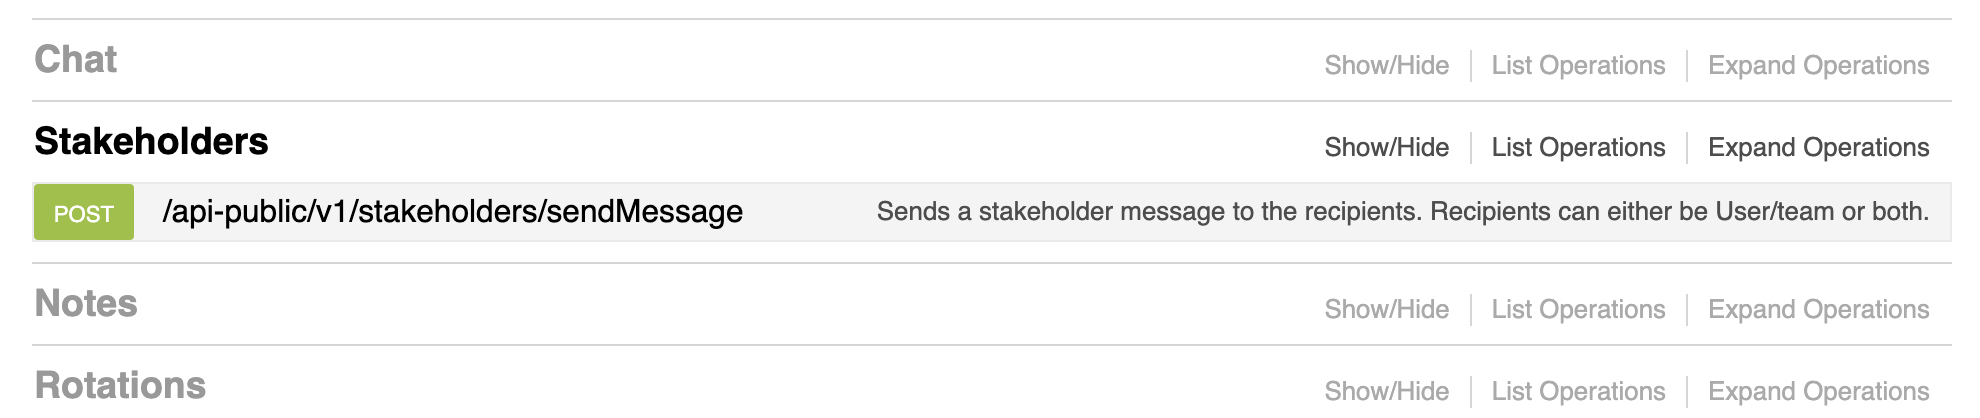 Chat Show/Hide List Operations Expand Operations
Stakeholders Show/Hide List Operations Expand Operations
POST /api-public/v1/stakeholders/sendMessage Sends a stakeholder message to the recipients. Recipients can either be User/team or both.
Notes Show/Hide List Operations Expand Operations
Rotations Show/Hide List Operations Expand Operations